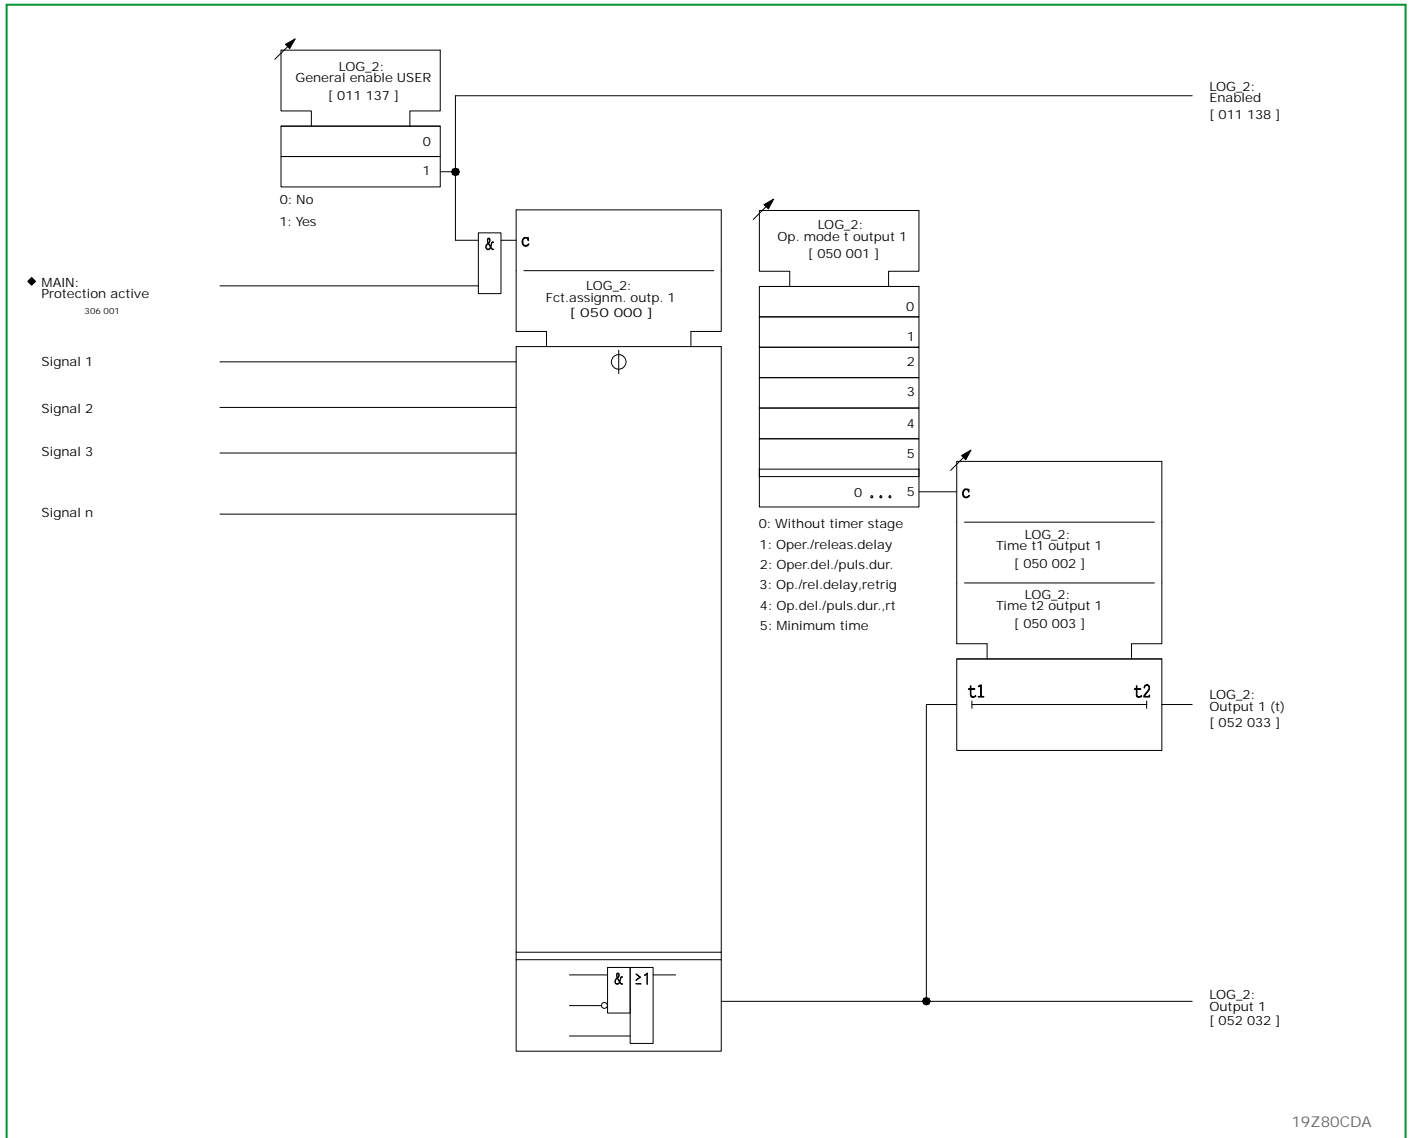 LOG_2:
General enable USER
[ 011 137 ]
0
1
0: No
1: Yes
LOG_2:
Enabled
[ 011 138 ]
&
c
LOG_2:
Fct.assignm. outp. 1
[ 050 000 ]
MAIN:
Protection active
306 001
Signal 1
Signal 2
Signal 3
Signal n
LOG_2:
Op. mode t output 1
[ 050 001 ]
0
1
2
3
4
5
0 ... 5
0: Without timer stage
1: Oper./releas.delay
2: Oper.del./puls.dur.
3: Op./rel.delay,retrig
4: Op.del./puls.dur.,rt
5: Minimum time
c
LOG_2:
Time t1 output 1
[ 050 002 ]
LOG_2:
Time t2 output 1
[ 050 003 ]
t1 t2
LOG_2:
Output 1 (t)
[ 052 033 ]
& ≥1
LOG_2:
Output 1
[ 052 032 ]
19Z80CDA